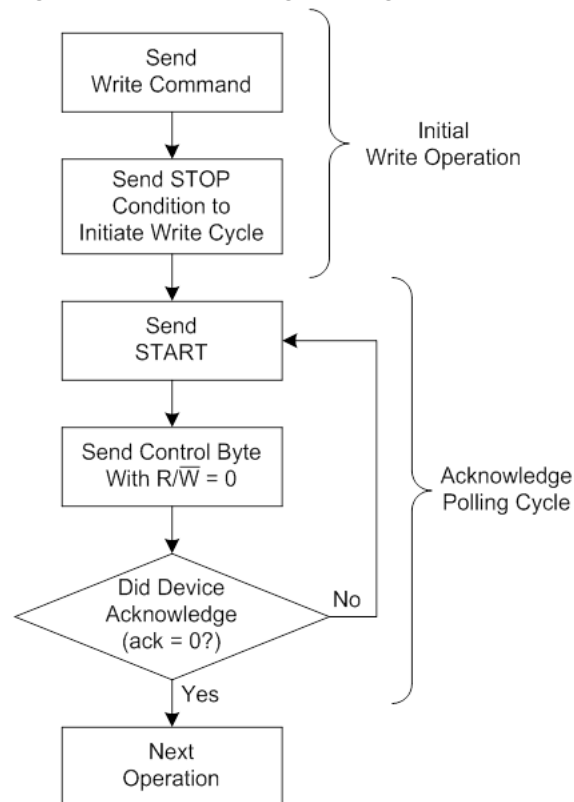 Send
Write Command
Initial
Write Operation
Send STOP
Condition to
Initiate Write Cycle
Send
START
Send Control Byte
With R/W̅ = 0
Acknowledge
Polling Cycle
Did Device
Acknowledge
(ack = 0?)
No
Yes
Next
Operation